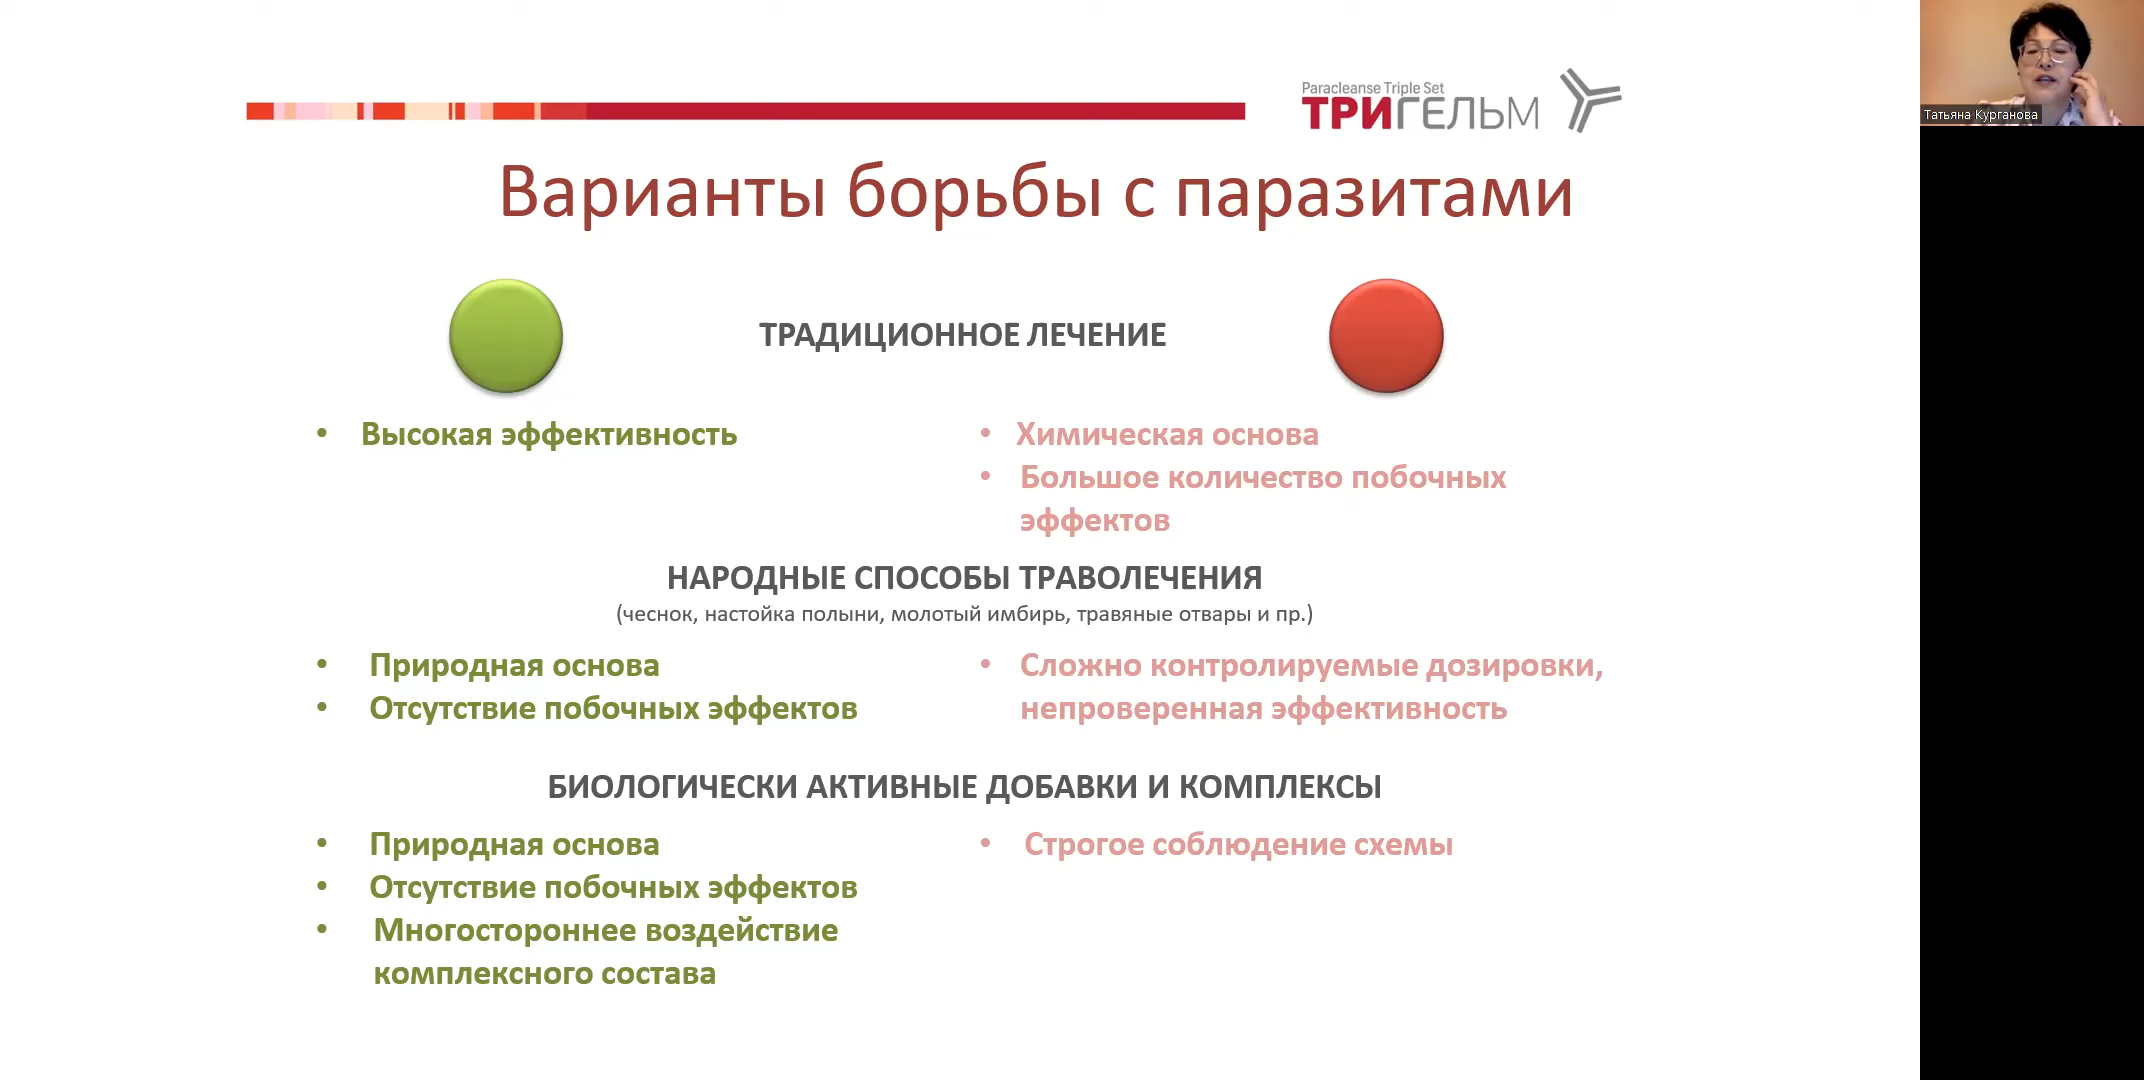 Paracleanse Triple Set
ТРИГЕЛЬМ
Татьяна Курганова
Варианты борьбы с паразитами
ТРАДИЦИОННОЕ ЛЕЧЕНИЕ
• Высокая эффективность
• Химическая основа
• Большое количество побочных
эффектов
НАРОДНЫЕ СПОСОБЫ ТРАВОЛЕЧЕНИЯ
(чеснок, настойка полыни, молотый имбирь, травяные отвары и пр.)
• Природная основа
• Отсутствие побочных эффектов
• Сложно контролируемые дозировки,
непроверенная эффективность
БИОЛОГИЧЕСКИ АКТИВНЫЕ ДОБАВКИ И КОМПЛЕКСЫ
• Природная основа
• Отсутствие побочных эффектов
• Многостороннее воздействие
комплексного состава
• Строгое соблюдение схемы